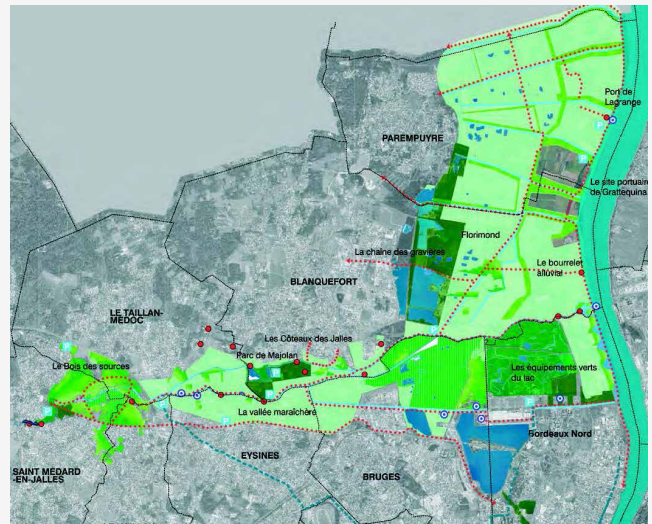 Port de
Lagrange
PAREMPUYRE
Le site portuaire
de Grattequina
Florimond
La chaîne des gravières
Le bourrelet
alluvial
BLANQUEFORT
LE TAILLAN-
MEDOC
Les Côteaux des Jalles
Parc de Majolan
Le Bois des sources
Les équipements verts
du lac
La vallée maraîchère
Bordeaux Nord
EYSINES
SAINT MEDARD
-EN-JALLES
BRUGES
P
P
P
P
P
P
P
P
P
P